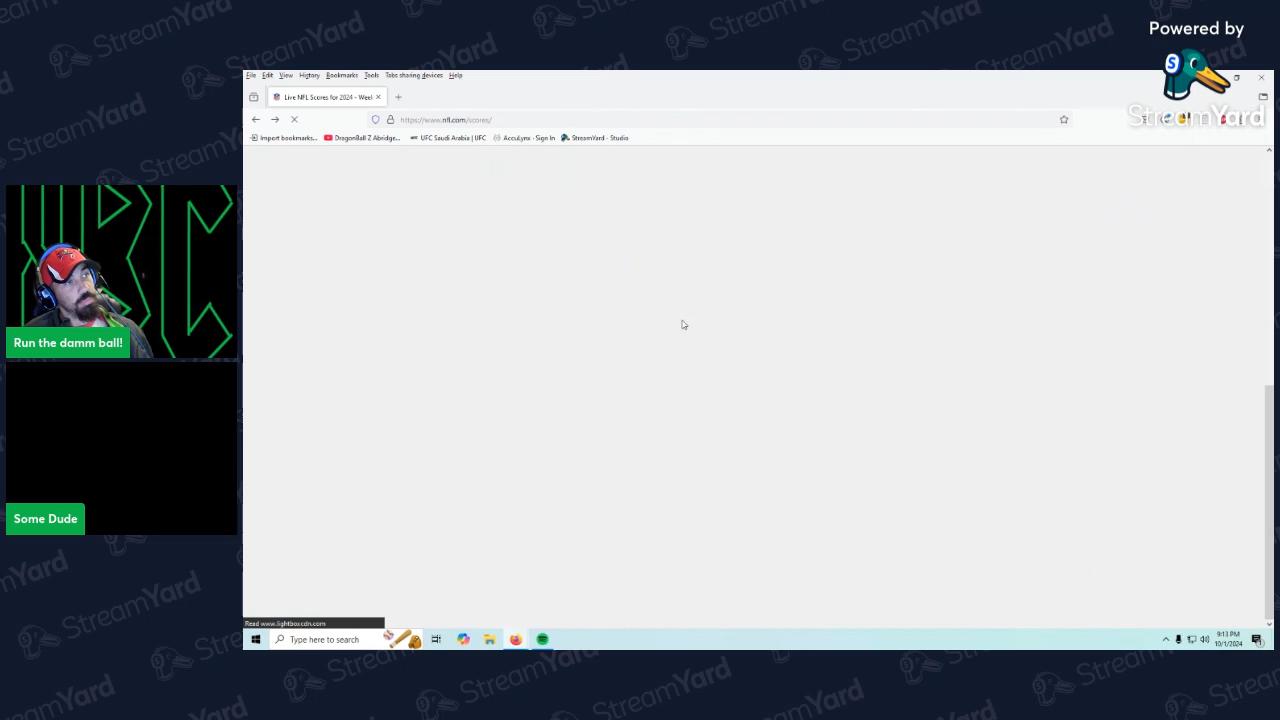 Powered by
StreamYard
File Edit View History Bookmarks Tools Tabs sharing devices Help
Live NFL Scores for 2024 - Weel
https://www.nfl.com/scores/
Import bookmarks... DragonBall Z Abridge... UFC Saudi Arabia | UFC AccuLynx - Sign In StreamYard - Studio
Run the damm ball!
Some Dude
Read www.lightboxcdn.com
Type here to search
9:13 PM
10/1/2024